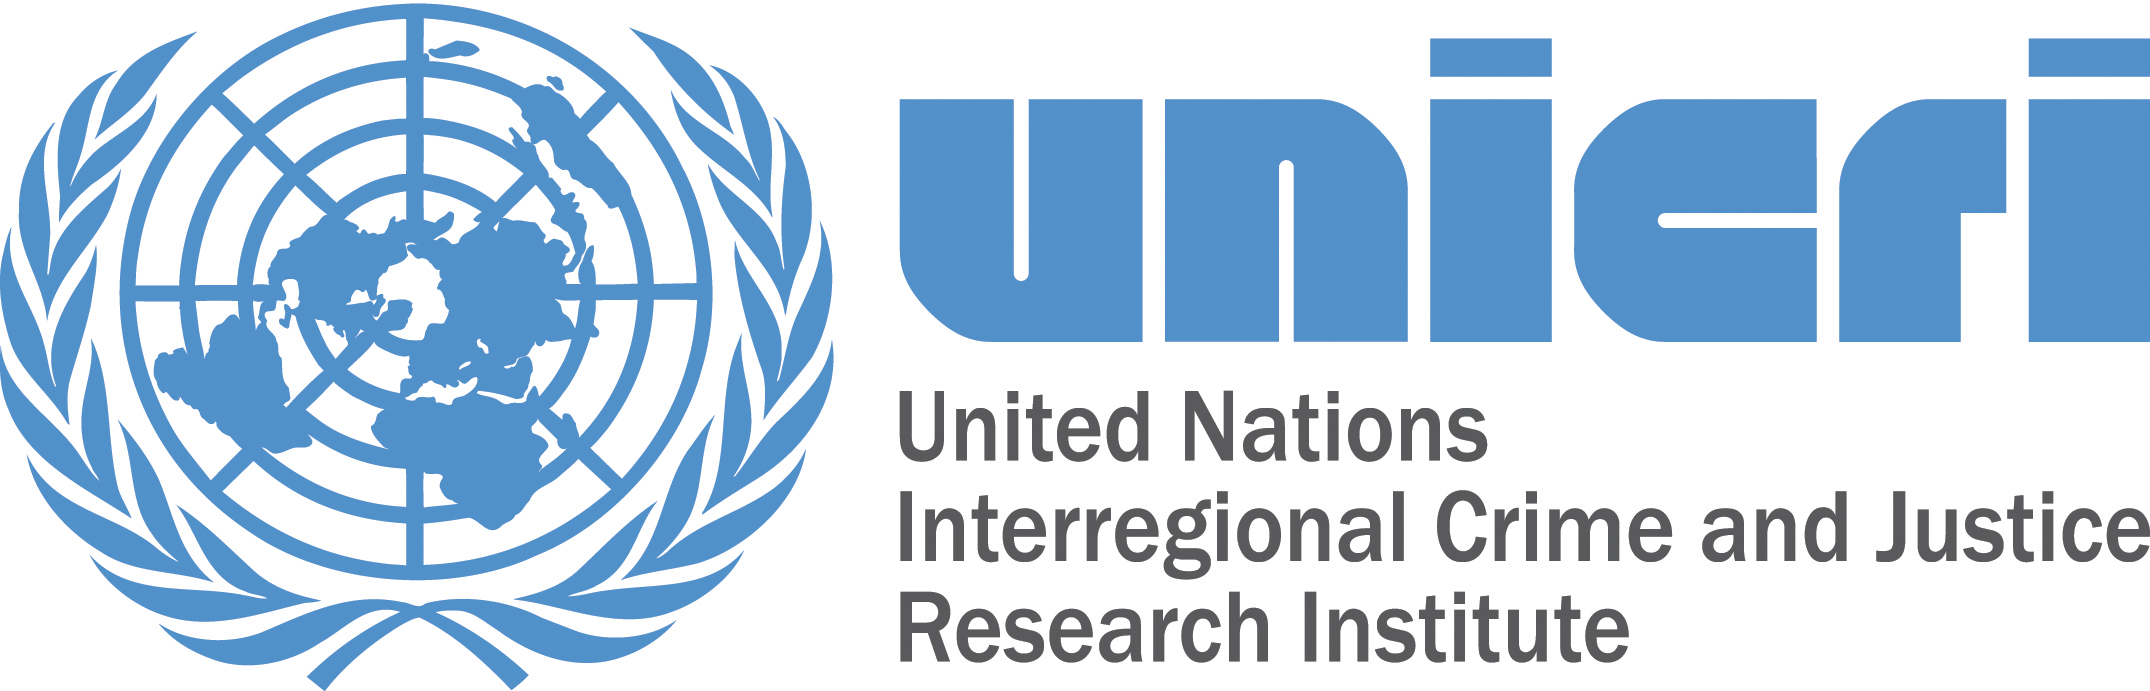 unicri
United Nations
Interregional Crime and Justice
Research Institute